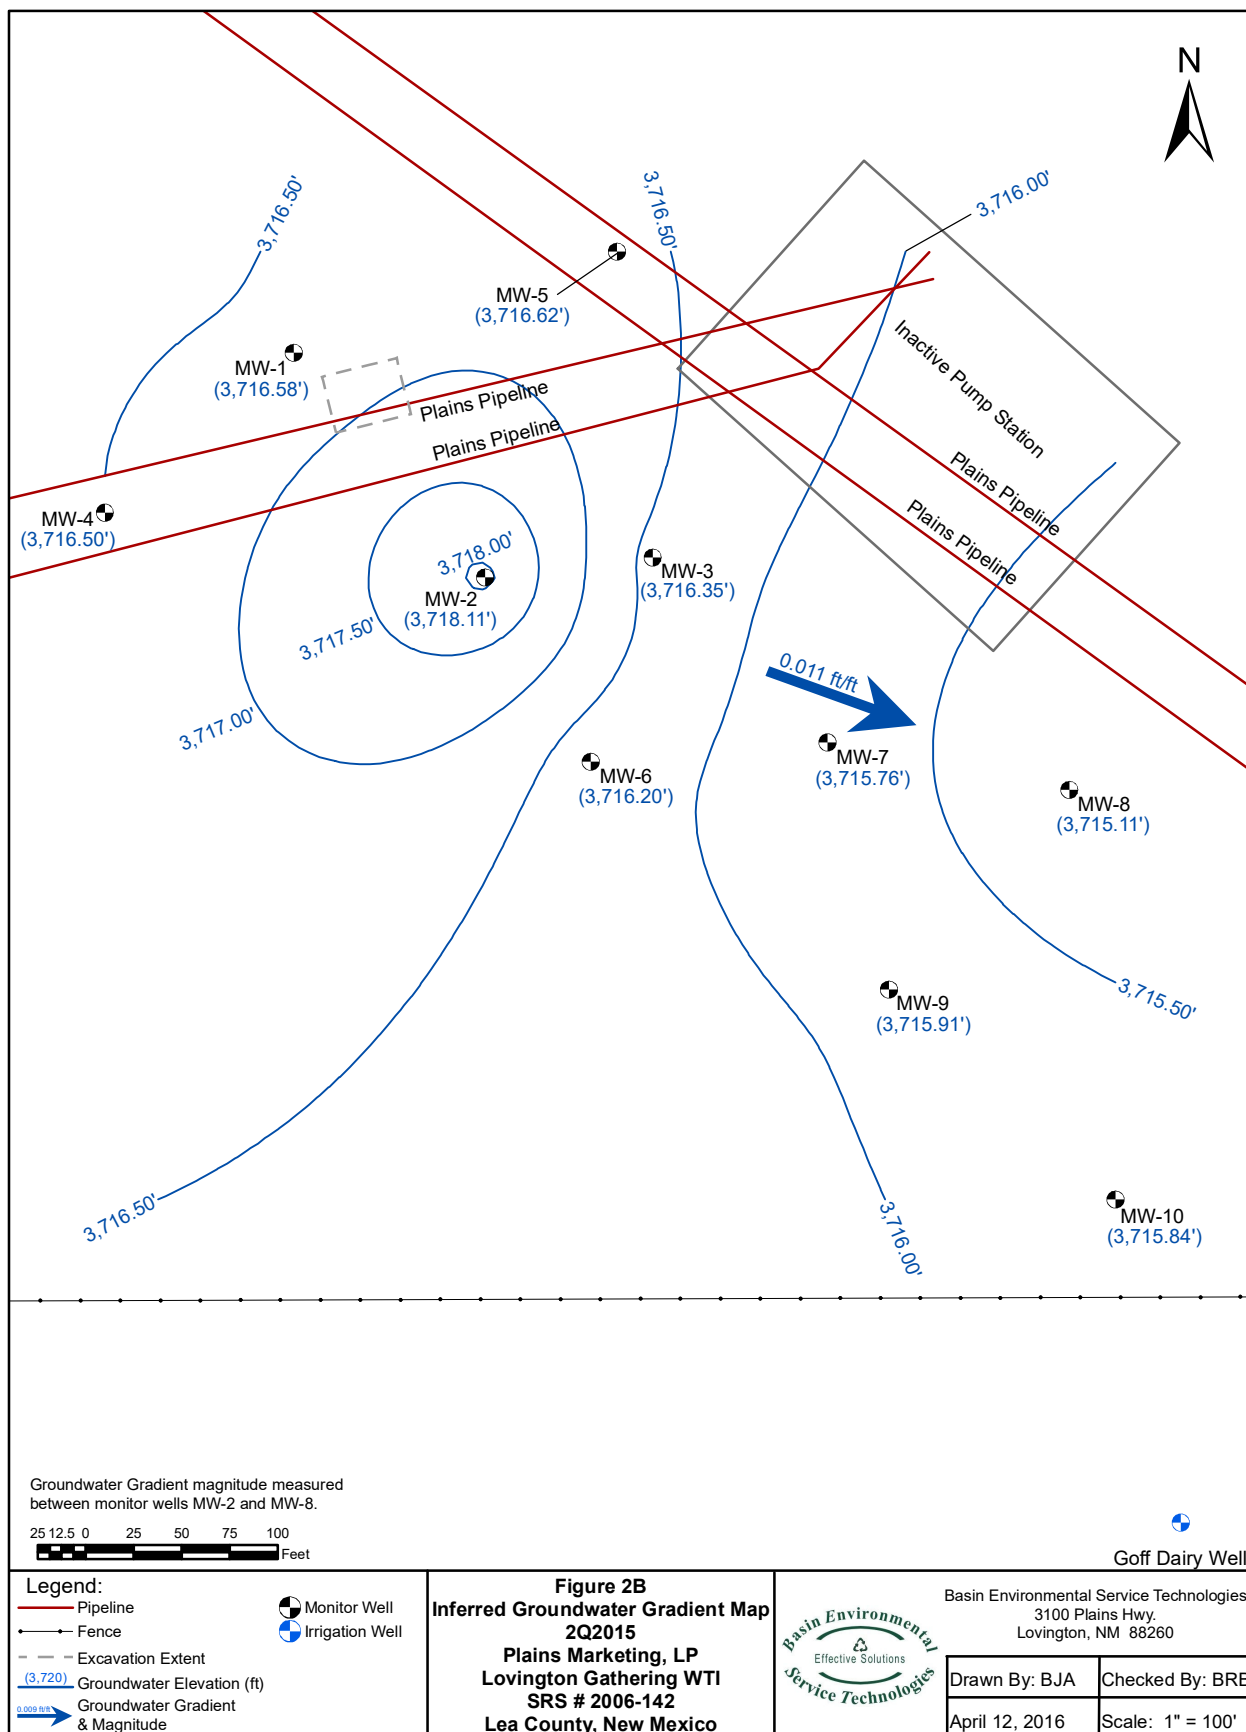 N
3,716.50'
3,716.50'
3,716.00'
MW-5
(3,716.62')
Inactive Pump Station
MW-1
(3,716.58')
Plains Pipeline
Plains Pipeline
Plains Pipeline
Plains Pipeline
MW-4
(3,716.50')
3,718.00'
MW-2
(3,718.11')
MW-3
(3,716.35')
3,717.50'
3,717.00'
0.011 ft/ft
MW-7
(3,715.76')
MW-6
(3,716.20')
MW-8
(3,715.11')
3,715.50'
MW-9
(3,715.91')
3,716.50'
3,716.00'
MW-10
(3,715.84')
Groundwater Gradient magnitude measured
between monitor wells MW-2 and MW-8.
25 12.5 0 25 50 75 100
Feet
Goff Dairy Well
Legend:
Pipeline
Fence
Excavation Extent
(3,720) Groundwater Elevation (ft)
0.009 ft/ft Groundwater Gradient
& Magnitude
Monitor Well
Irrigation Well
Figure 2B
Inferred Groundwater Gradient Map
2Q2015
Plains Marketing, LP
Lovington Gathering WTI
SRS # 2006-142
Lea County, New Mexico
Basin Environmental
Effective Solutions
Service Technologies
Basin Environmental Service Technologies
3100 Plains Hwy.
Lovington, NM 88260
Drawn By: BJA
Checked By: BRB
April 12, 2016
Scale: 1" = 100'